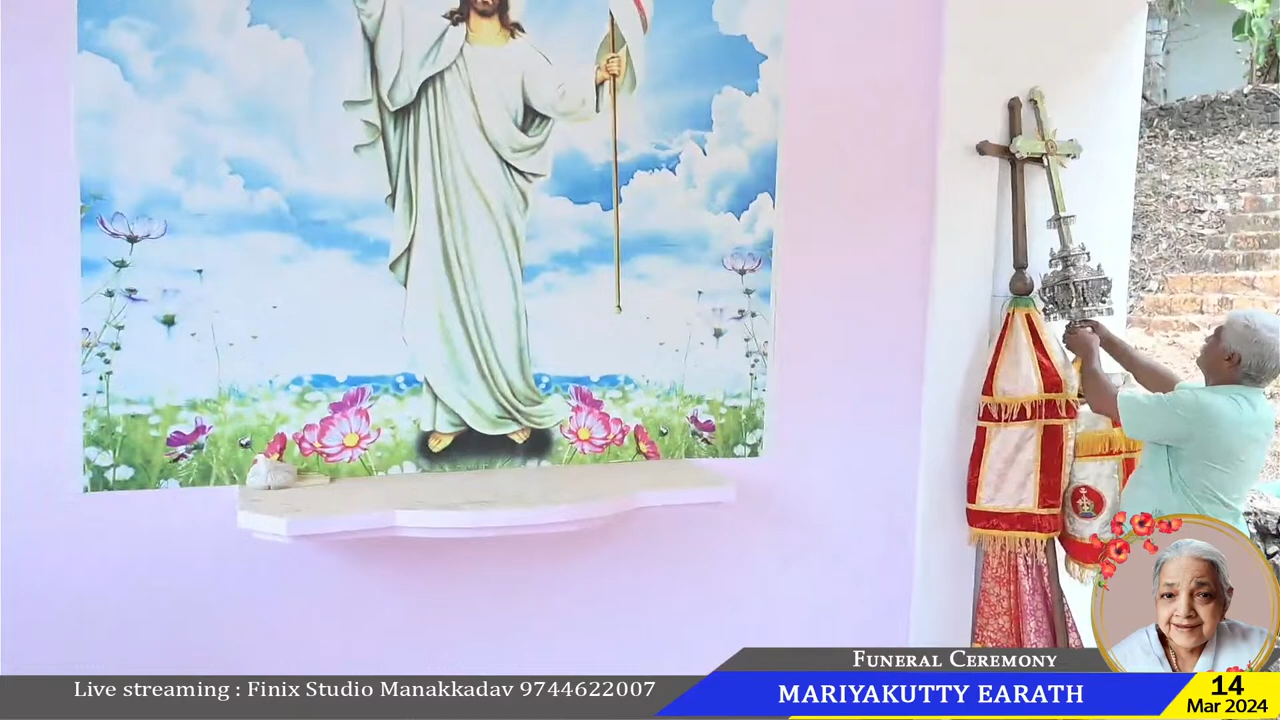 Funeral Ceremony
Live streaming : Finix Studio Manakkadav 9744622007
MARIYAKUTTY EARATH
14
Mar 2024